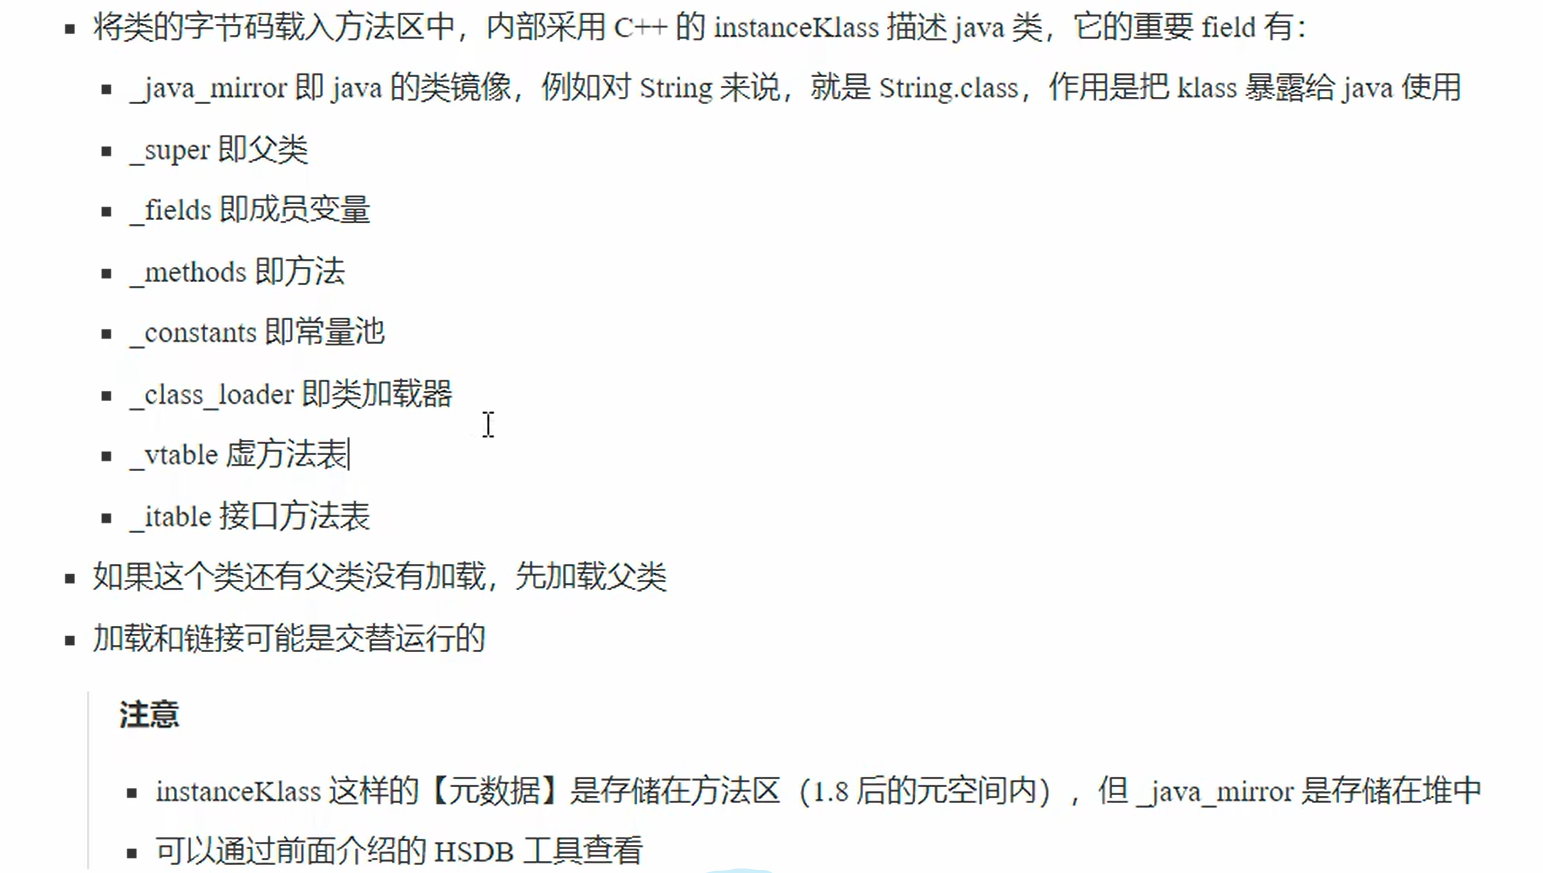 将类的字节码载入方法区中，内部采用 C++ 的 instanceKlass 描述 java 类，它的重要 field 有：
_java_mirror 即 java 的类镜像，例如对 String 来说，就是 String.class，作用是把 klass 暴露给 java 使用
_super 即父类
_fields 即成员变量
_methods 即方法
_constants 即常量池
_class_loader 即类加载器
_vtable 虚方法表
_itable 接口方法表
如果这个类还有父类没有加载，先加载父类
加载和链接可能是交替运行的
注意
instanceKlass 这样的【元数据】是存储在方法区（1.8 后的元空间内），但 _java_mirror 是存储在堆中
可以通过前面介绍的 HSDB 工具查看